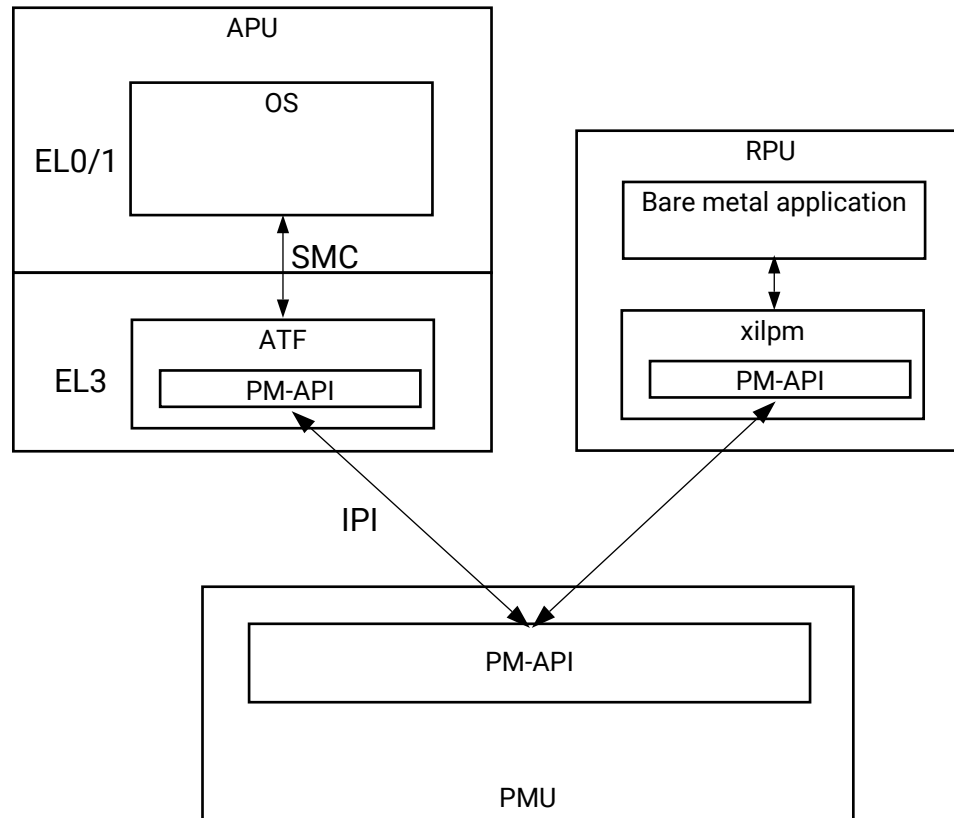 APU
OS
EL0/1
SMC
ATF
EL3
PM-API
RPU
Bare metal application
xilpm
PM-API
IPI
PM-API
PMU